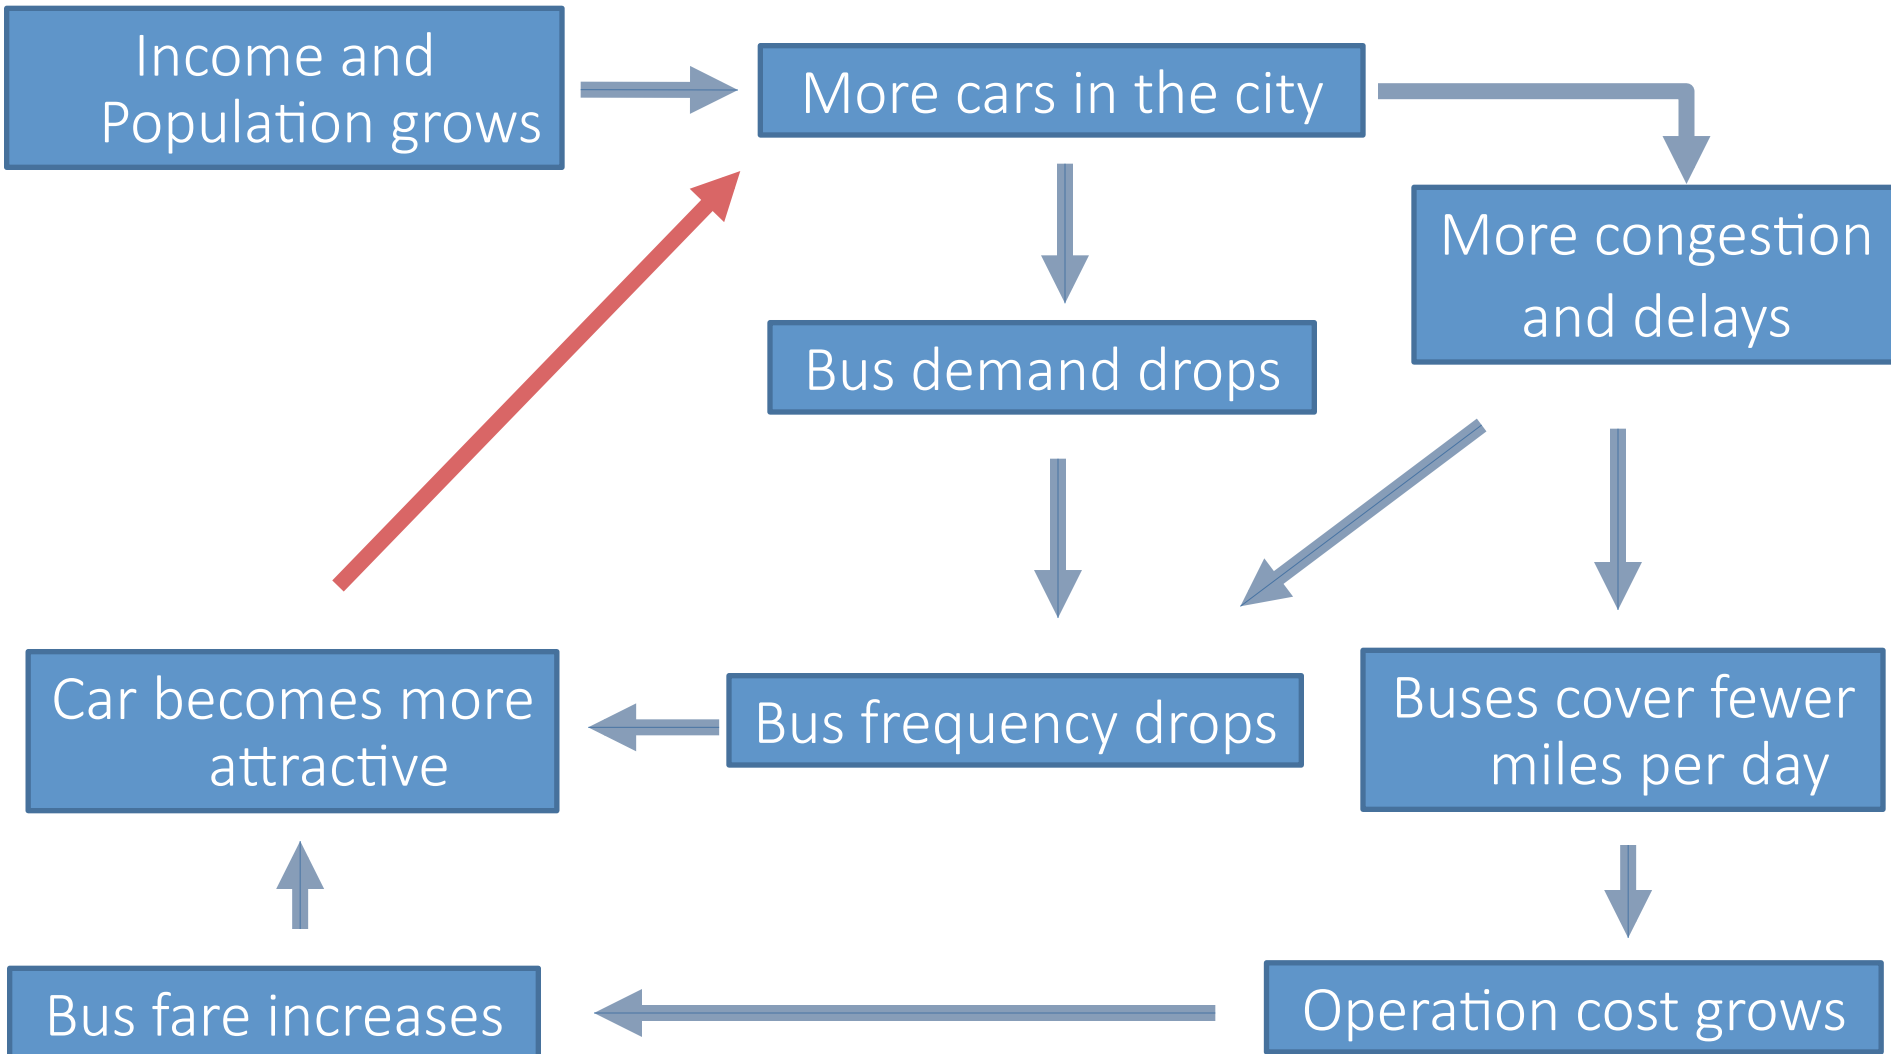 Income and
Population grows
More cars in the city
More congestion
and delays
Bus demand drops
Car becomes more
attractive
Bus frequency drops
Buses cover fewer
miles per day
Bus fare increases
Operation cost grows